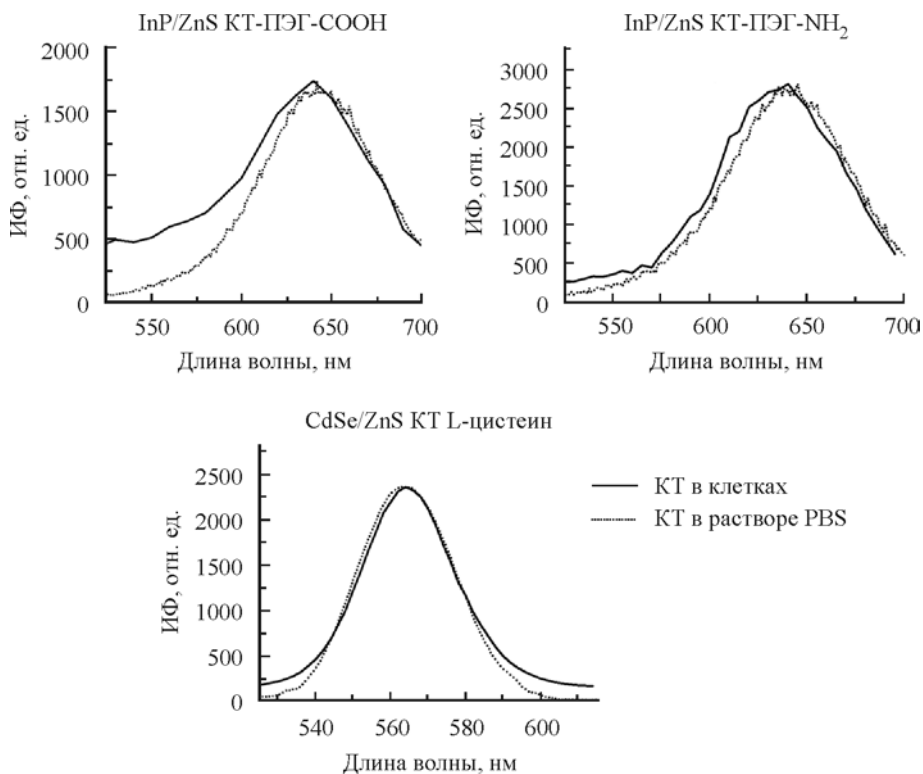 InP/ZnS КТ-ПЭГ-COOH
ИФ, отн. ед.
2000
1500
1000
500
0
550 600 650 700
Длина волны, нм
InP/ZnS КТ-ПЭГ-NH₂
ИФ, отн. ед.
3000
2500
2000
1500
1000
500
0
550 600 650 700
Длина волны, нм
CdSe/ZnS КТ L-цистеин
ИФ, отн. ед.
2500
2000
1500
1000
500
0
540 560 580 600
Длина волны, нм
КТ в клетках
КТ в растворе PBS